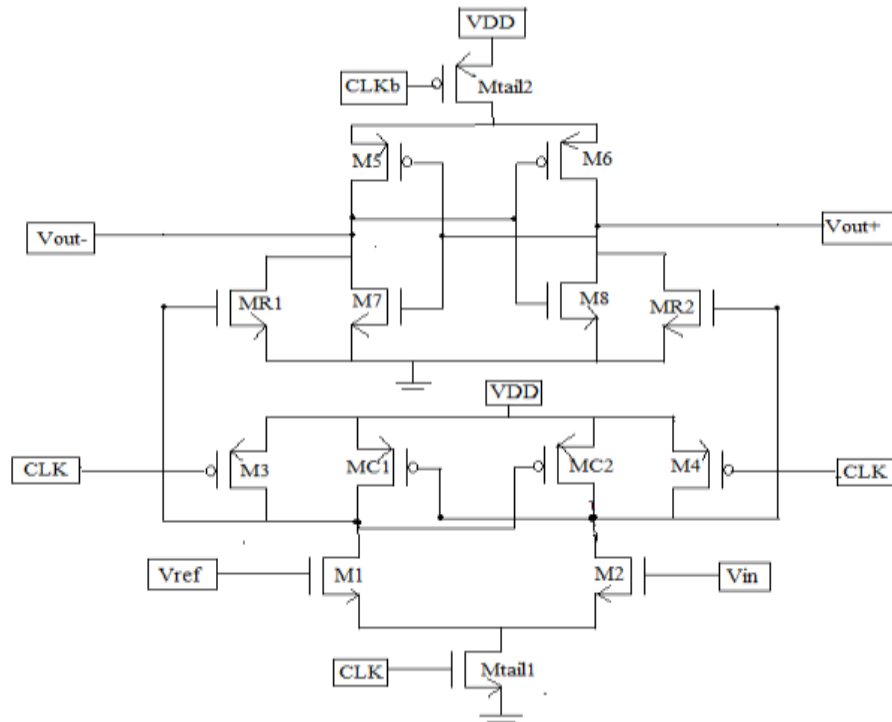 VDD
CLKb
Mtail2
M5
M6
Vout-
Vout+
MR1
M7
M8
MR2
VDD
CLK
M3
MC1
MC2
M4
CLK
Vref
M1
M2
Vin
CLK
Mtail1